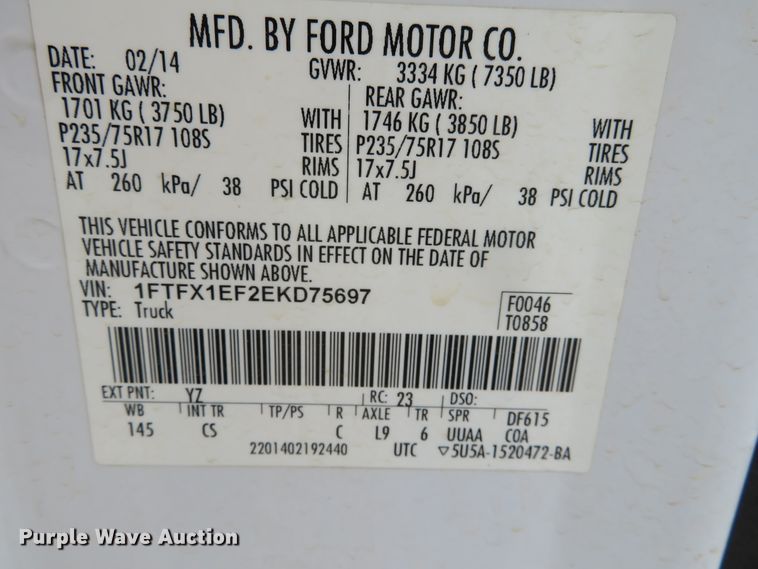 MFD. BY FORD MOTOR CO.
DATE: 02/14 GVWR: 3334 KG ( 7350 LB)
FRONT GAWR: REAR GAWR:
1701 KG ( 3750 LB) WITH 1746 KG ( 3850 LB) WITH
P235/75R17 108S TIRES P235/75R17 108S TIRES
17x7.5J RIMS 17x7.5J RIMS
AT 260 kPa/ 38 PSI COLD AT 260 kPa/ 38 PSI COLD
THIS VEHICLE CONFORMS TO ALL APPLICABLE FEDERAL MOTOR
VEHICLE SAFETY STANDARDS IN EFFECT ON THE DATE OF
MANUFACTURE SHOWN ABOVE.
VIN: 1FTFX1EF2EKD75697 F0046
TYPE: Truck T0858
EXT PNT: YZ RC: 23 DSO:
WB INT TR TP/PS R AXLE TR SPR DF615
145 CS C L9 6 UUAA COA
2201402192440 UTC ▽5U5A-1520472-BA
Purple Wave Auction